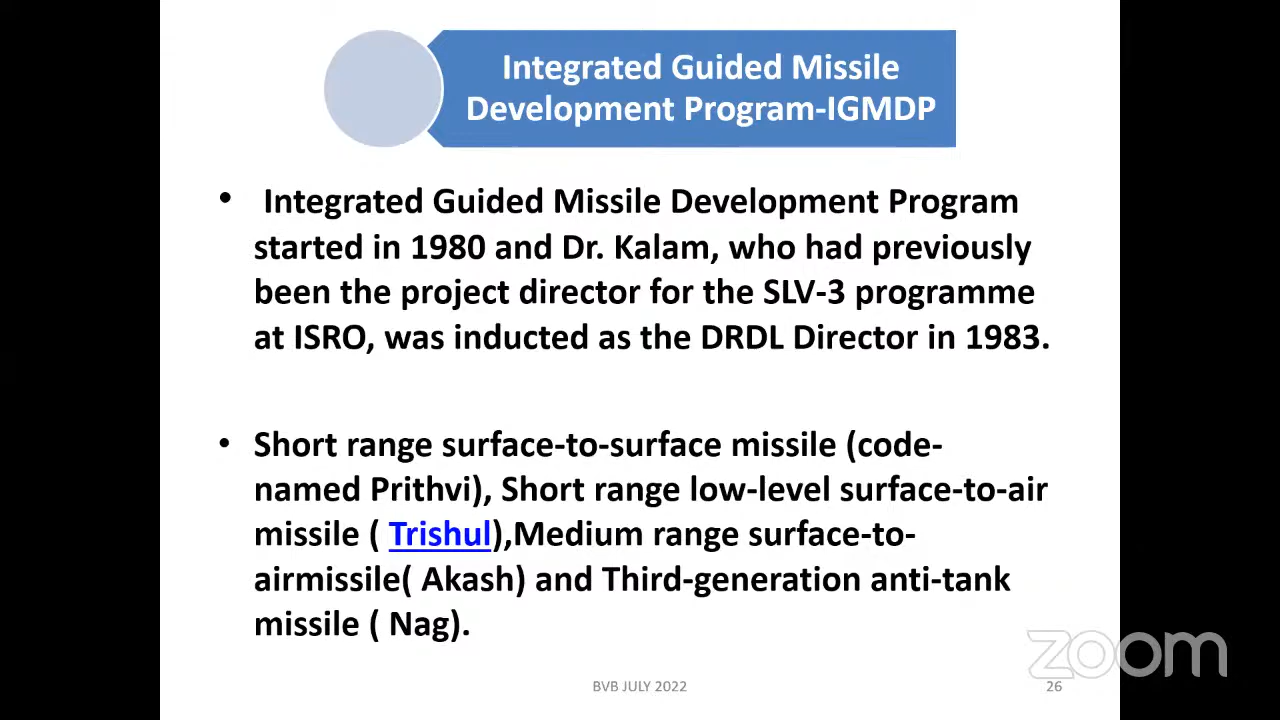 Integrated Guided Missile
Development Program-IGMDP
• Integrated Guided Missile Development Program
started in 1980 and Dr. Kalam, who had previously
been the project director for the SLV-3 programme
at ISRO, was inducted as the DRDL Director in 1983.
• Short range surface-to-surface missile (code-
named Prithvi), Short range low-level surface-to-air
missile ( Trishul),Medium range surface-to-
airmissile( Akash) and Third-generation anti-tank
missile ( Nag).
zoom
BVB JULY 2022
26